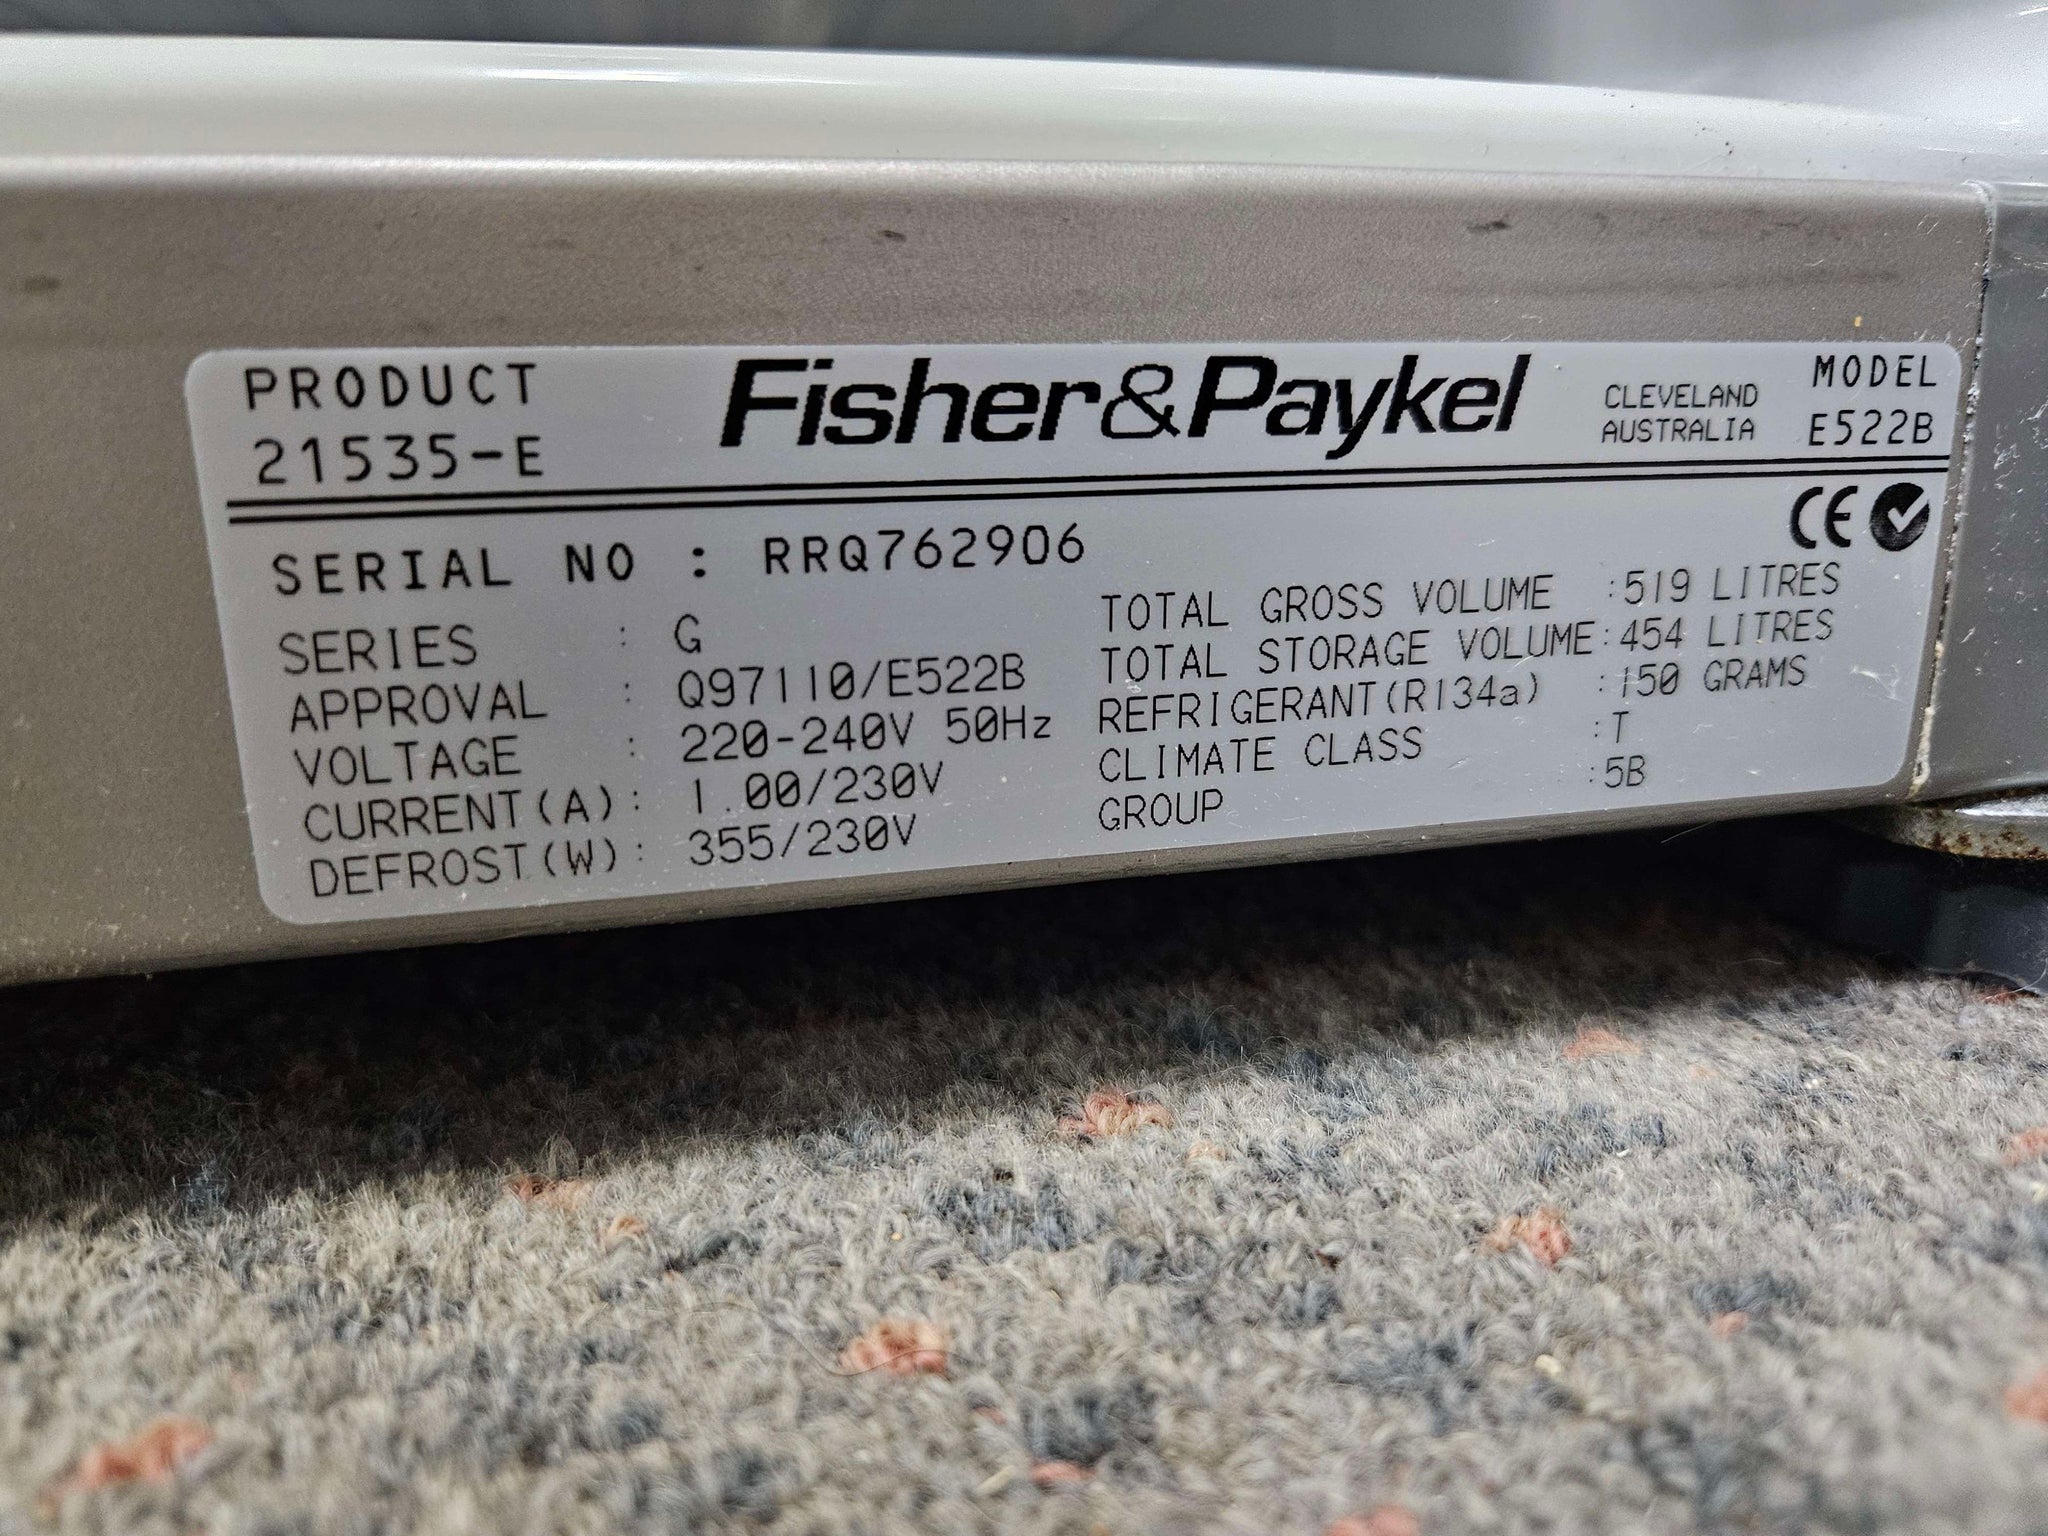 PRODUCT
21535-E
Fisher&Paykel
CLEVELAND
AUSTRALIA
MODEL
E522B
CE
SERIAL NO : RRQ762906
SERIES : G
APPROVAL : Q97110/E522B
VOLTAGE : 220-240V 50Hz
CURRENT(A): 1.00/230V
DEFROST(W): 355/230V
TOTAL GROSS VOLUME :519 LITRES
TOTAL STORAGE VOLUME:454 LITRES
REFRIGERANT(R134a) :150 GRAMS
CLIMATE CLASS :T
GROUP :5B